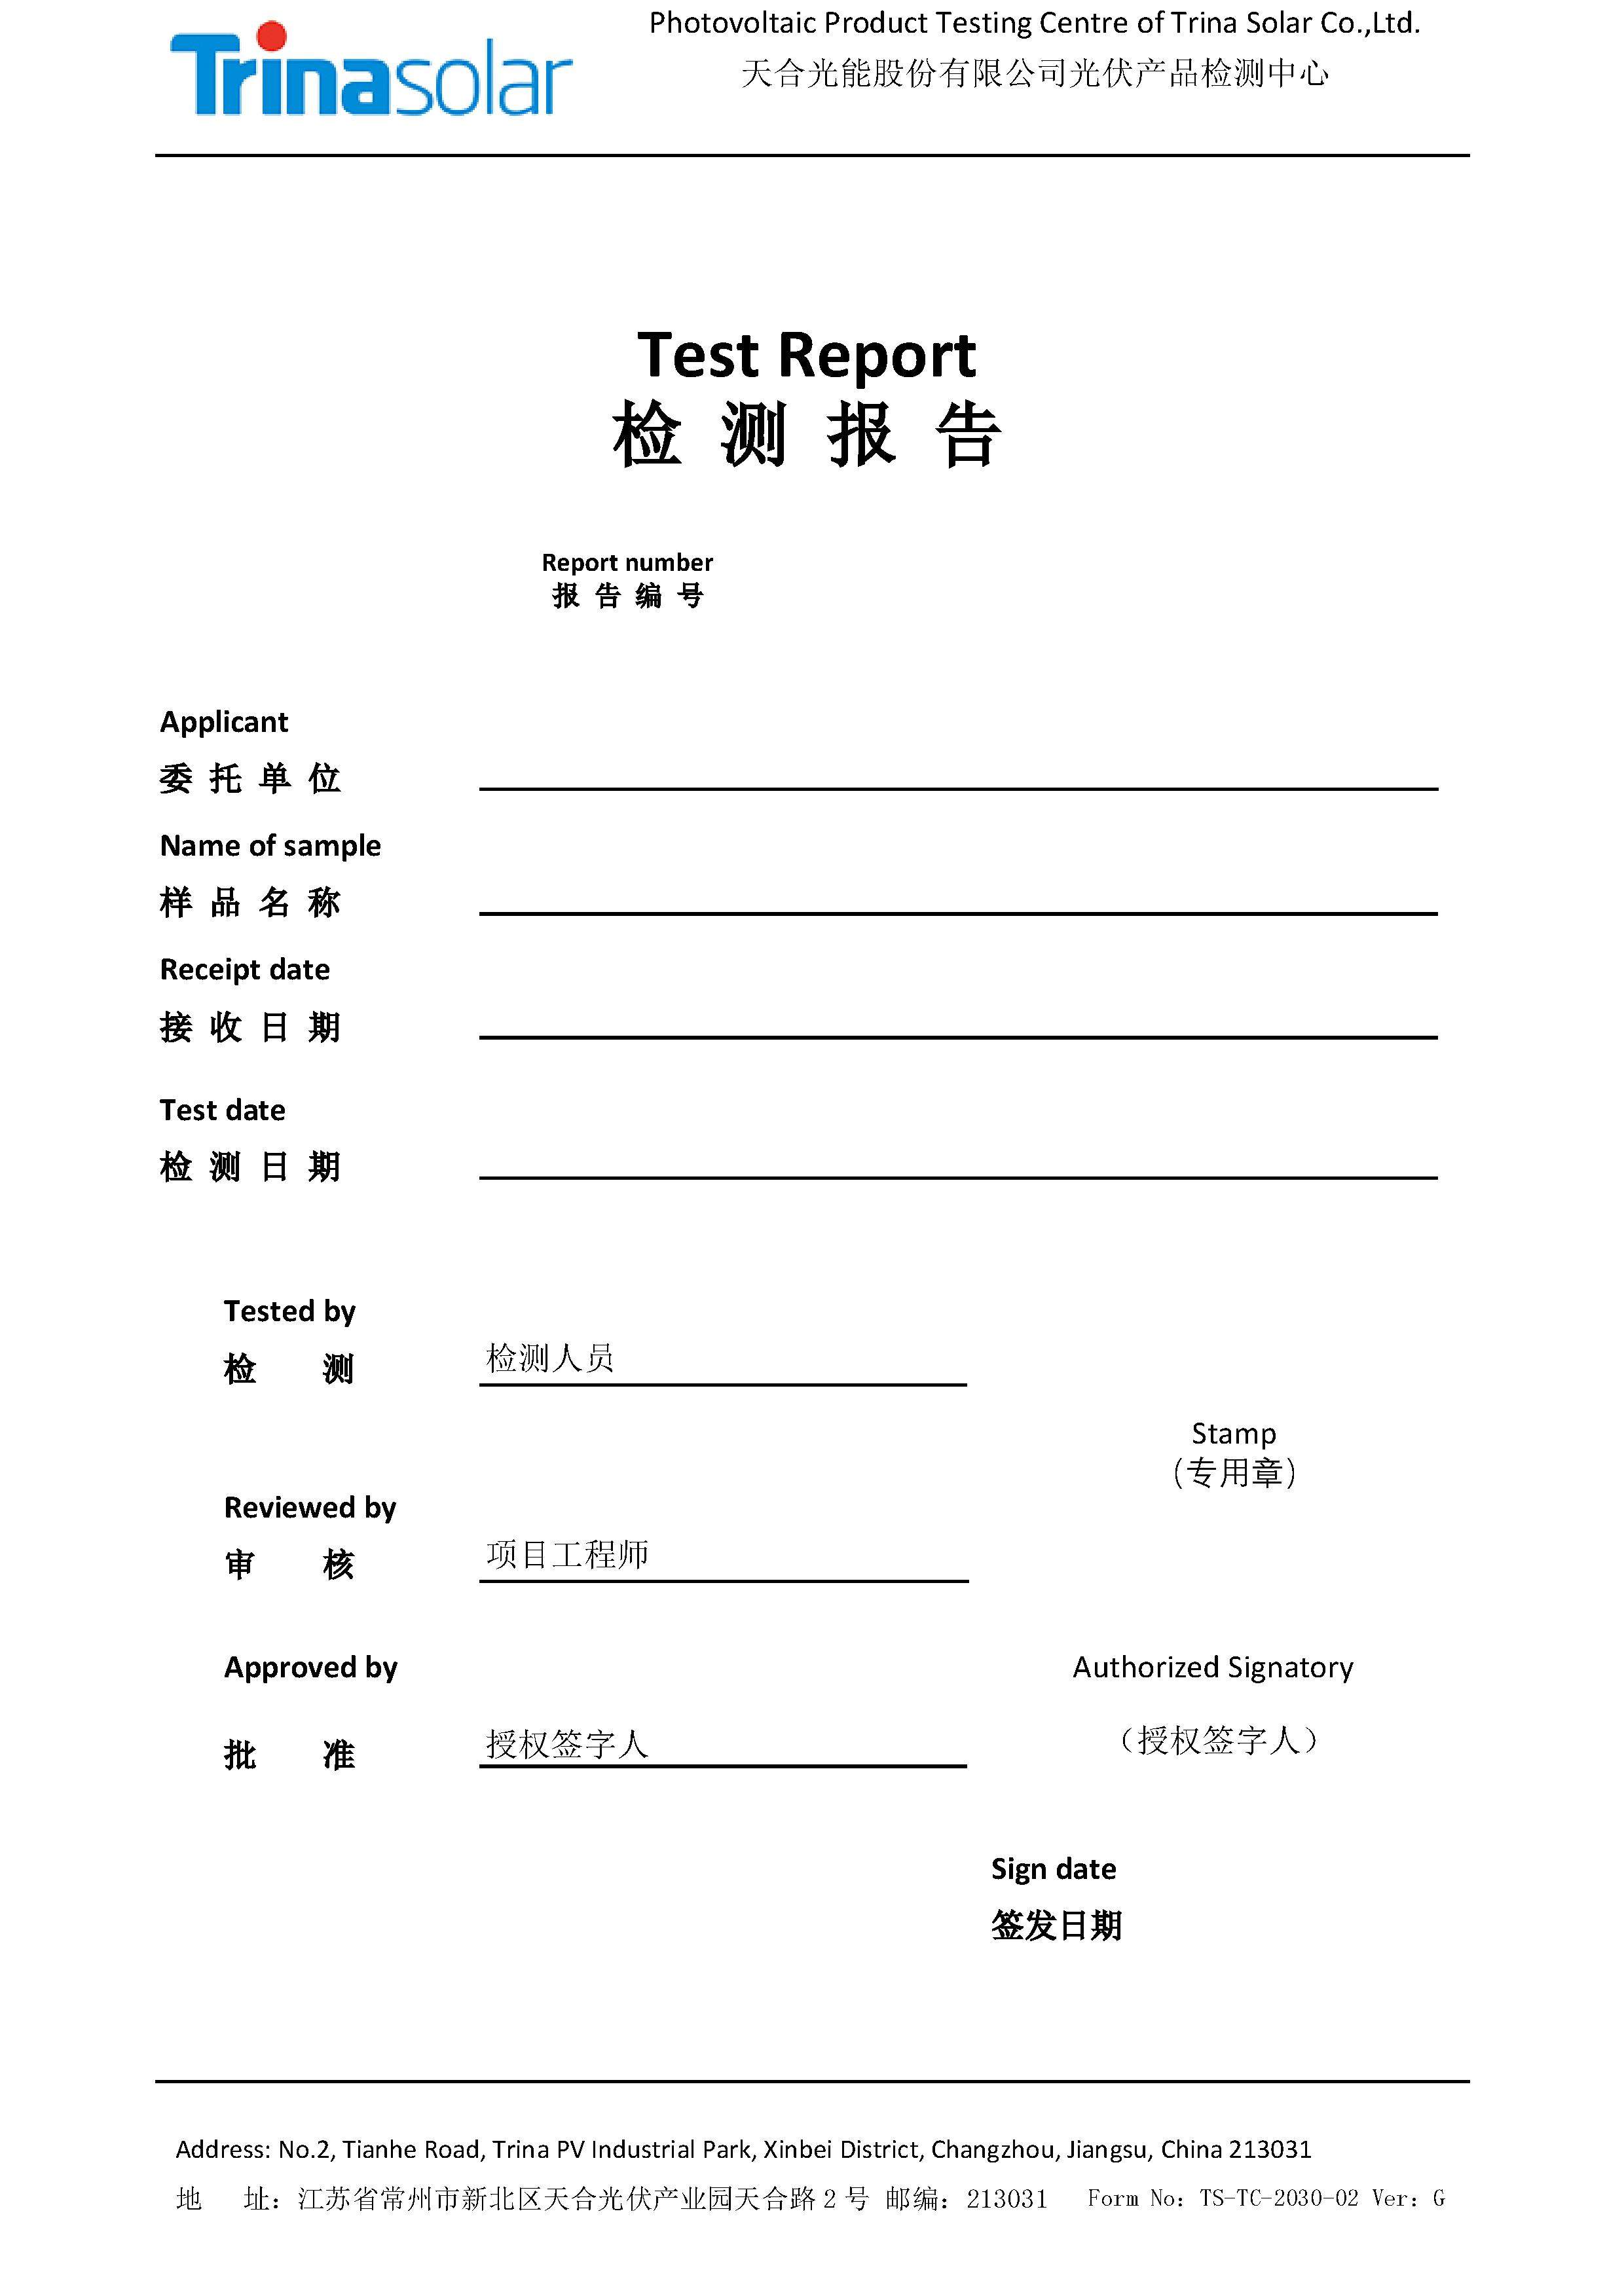 Trinasolar
Photovoltaic Product Testing Centre of Trina Solar Co.,Ltd.
天合光能股份有限公司光伏产品检测中心
Test Report
检 测 报 告
Report number
报 告 编 号
Applicant
委 托 单 位
Name of sample
样 品 名 称
Receipt date
接 收 日 期
Test date
检 测 日 期
Tested by
检 测 检测人员
Stamp
(专用章)
Reviewed by
审 核 项目工程师
Approved by Authorized Signatory
批 准 授权签字人 （授权签字人）
Sign date
签发日期
Address: No.2, Tianhe Road, Trina PV Industrial Park, Xinbei District, Changzhou, Jiangsu, China 213031
地 址：江苏省常州市新北区天合光伏产业园天合路 2 号 邮编：213031 Form No：TS-TC-2030-02 Ver：G